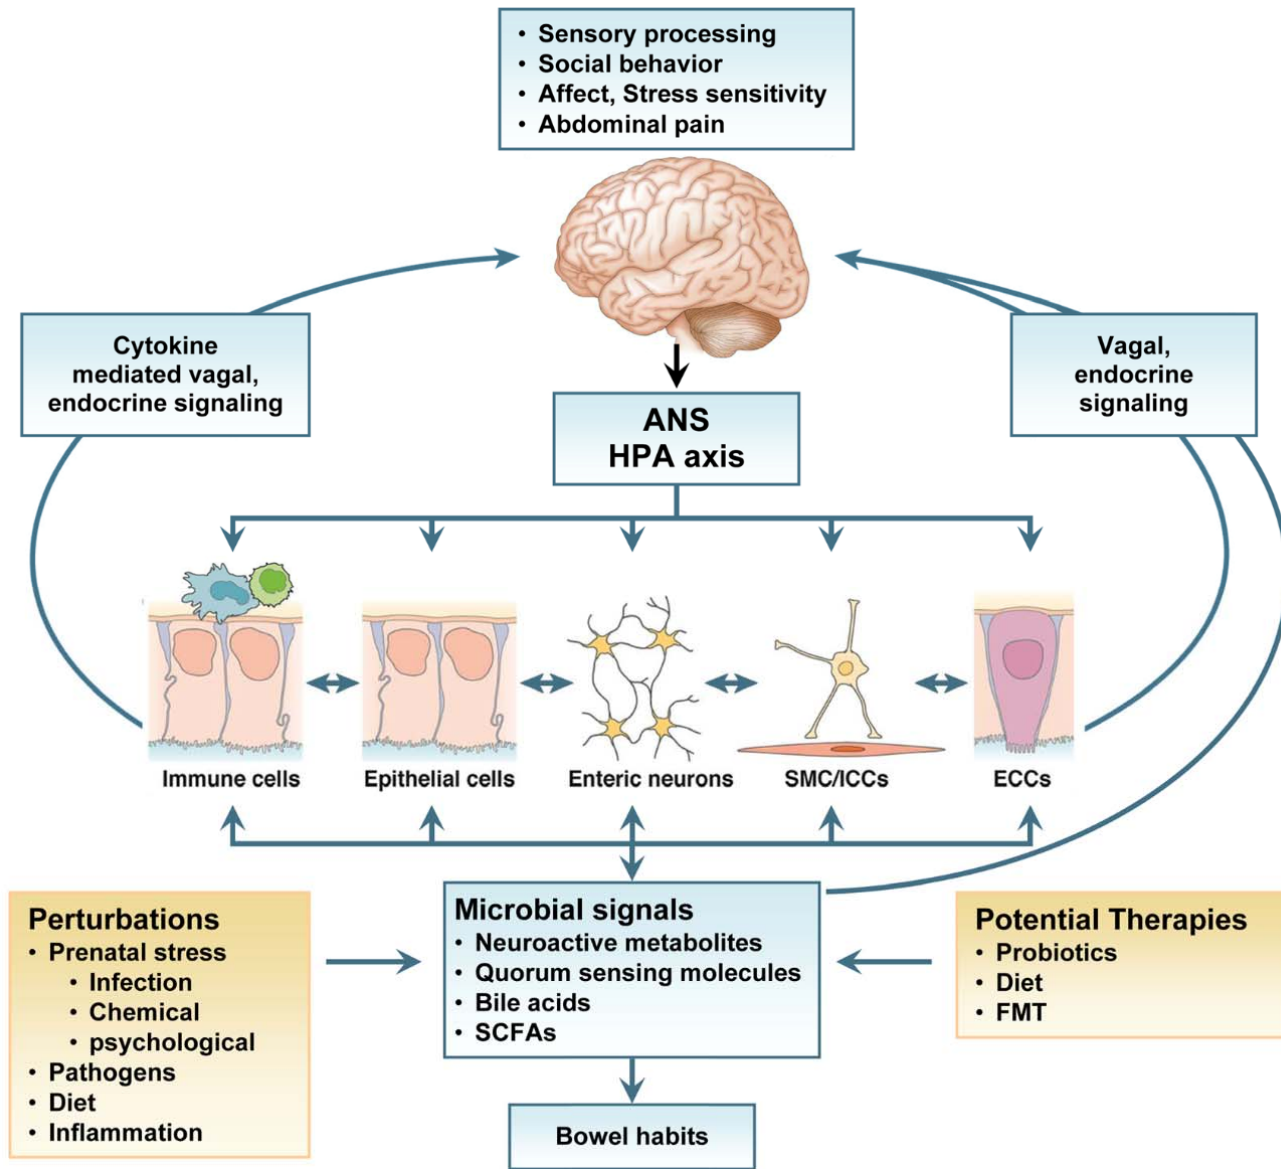 • Sensory processing
• Social behavior
• Affect, Stress sensitivity
• Abdominal pain
Cytokine
mediated vagal,
endocrine signaling
Vagal,
endocrine
signaling
ANS
HPA axis
Immune cells
Epithelial cells
Enteric neurons
SMC/ICCs
ECCs
Perturbations
• Prenatal stress
• Infection
• Chemical
• psychological
• Pathogens
• Diet
• Inflammation
Microbial signals
• Neuroactive metabolites
• Quorum sensing molecules
• Bile acids
• SCFAs
Potential Therapies
• Probiotics
• Diet
• FMT
Bowel habits